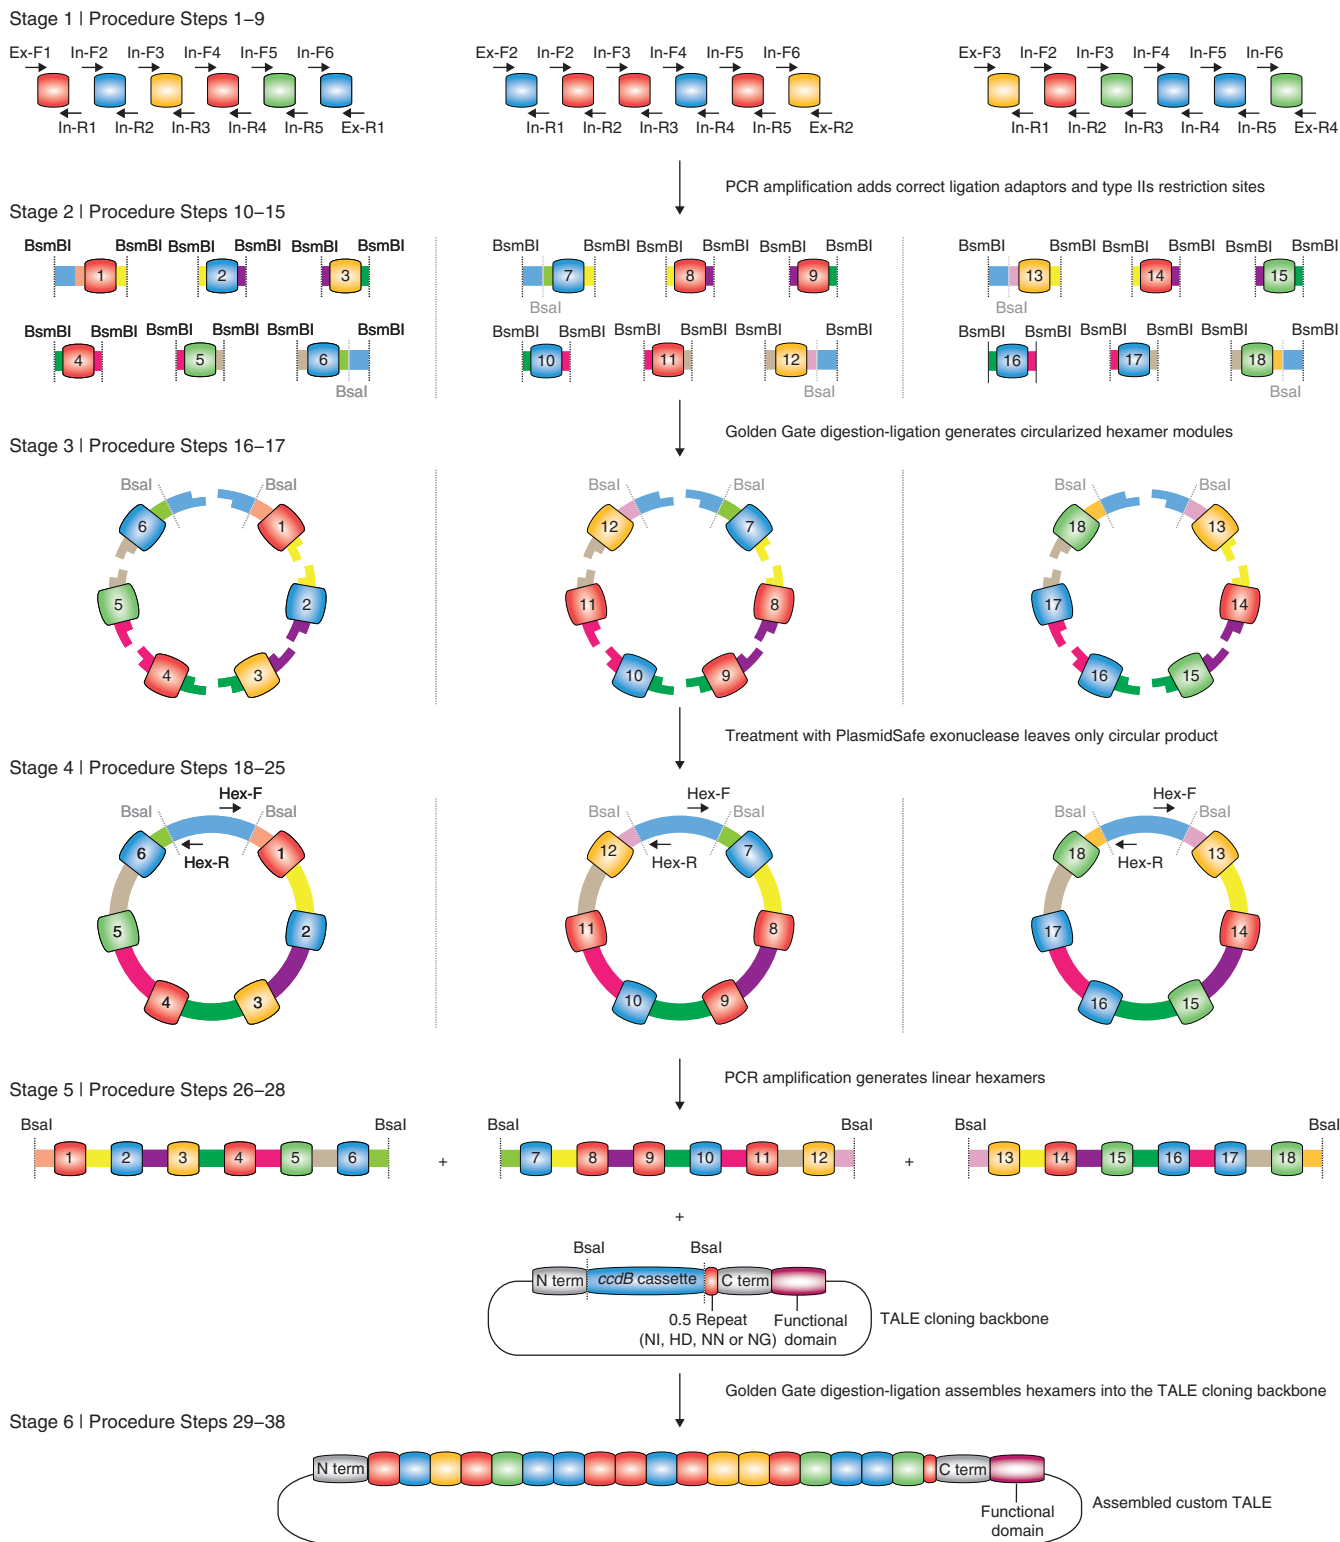 Stage 1 | Procedure Steps 1–9
Ex-F1 In-F2 In-F3 In-F4 In-F5 In-F6
In-R1 In-R2 In-R3 In-R4 In-R5 Ex-R1
Ex-F2 In-F2 In-F3 In-F4 In-F5 In-F6
In-R1 In-R2 In-R3 In-R4 In-R5 Ex-R2
Ex-F3 In-F2 In-F3 In-F4 In-F5 In-F6
In-R1 In-R2 In-R3 In-R4 In-R5 Ex-R4
PCR amplification adds correct ligation adaptors and type IIs restriction sites
Stage 2 | Procedure Steps 10–15
BsmBI BsmBI BsmBI BsmBI BsmBI BsmBI
1 2 3
BsmBI BsmBI BsmBI BsmBI BsmBI BsmBI
4 5 6
BsaI
BsmBI BsmBI BsmBI BsmBI BsmBI BsmBI
7 8 9
BsaI
BsmBI BsmBI BsmBI BsmBI BsmBI BsmBI
10 11 12
BsaI
BsmBI BsmBI BsmBI BsmBI BsmBI BsmBI
13 14 15
BsaI
BsmBI BsmBI BsmBI BsmBI BsmBI BsmBI
16 17 18
BsaI
Golden Gate digestion-ligation generates circularized hexamer modules
Stage 3 | Procedure Steps 16–17
BsaI BsaI
6 1
5 2
4 3
BsaI BsaI
12 7
11 8
10 9
BsaI BsaI
18 13
17 14
16 15
Treatment with PlasmidSafe exonuclease leaves only circular product
Stage 4 | Procedure Steps 18–25
Hex-F
BsaI BsaI
Hex-R
6 1
5 2
4 3
Hex-F
BsaI BsaI
Hex-R
12 7
11 8
10 9
Hex-F
BsaI BsaI
Hex-R
18 13
17 14
16 15
PCR amplification generates linear hexamers
Stage 5 | Procedure Steps 26–28
BsaI BsaI BsaI BsaI BsaI BsaI
1 2 3 4 5 6 + 7 8 9 10 11 12 + 13 14 15 16 17 18
+
BsaI BsaI
N term ccdB cassette C term
0.5 Repeat
(NI, HD, NN or NG)
Functional
domain
TALE cloning backbone
Golden Gate digestion-ligation assembles hexamers into the TALE cloning backbone
Stage 6 | Procedure Steps 29–38
N term C term
Functional
domain
Assembled custom TALE